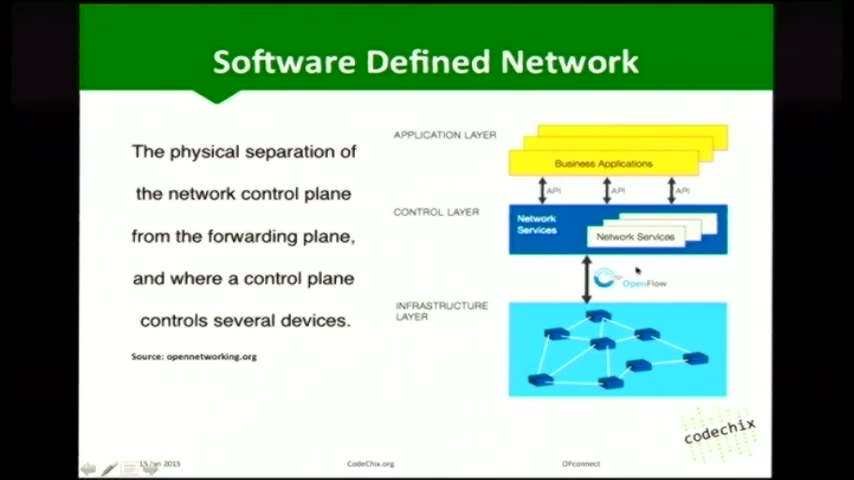 Software Defined Network
The physical separation of
the network control plane
from the forwarding plane,
and where a control plane
controls several devices.
Source: opennetworking.org
APPLICATION LAYER
Business Applications
API
API
API
CONTROL LAYER
Network
Services
Network Services
OpenFlow
INFRASTRUCTURE
LAYER
codechix
15 Jan 2015
CodeChix.org
OFconnect